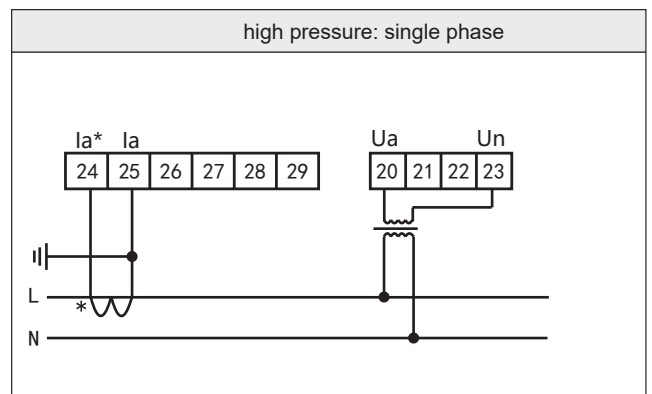 high pressure: single phase
Ia* Ia Ua Un
24 25 26 27 28 29 20 21 22 23
L
*
N